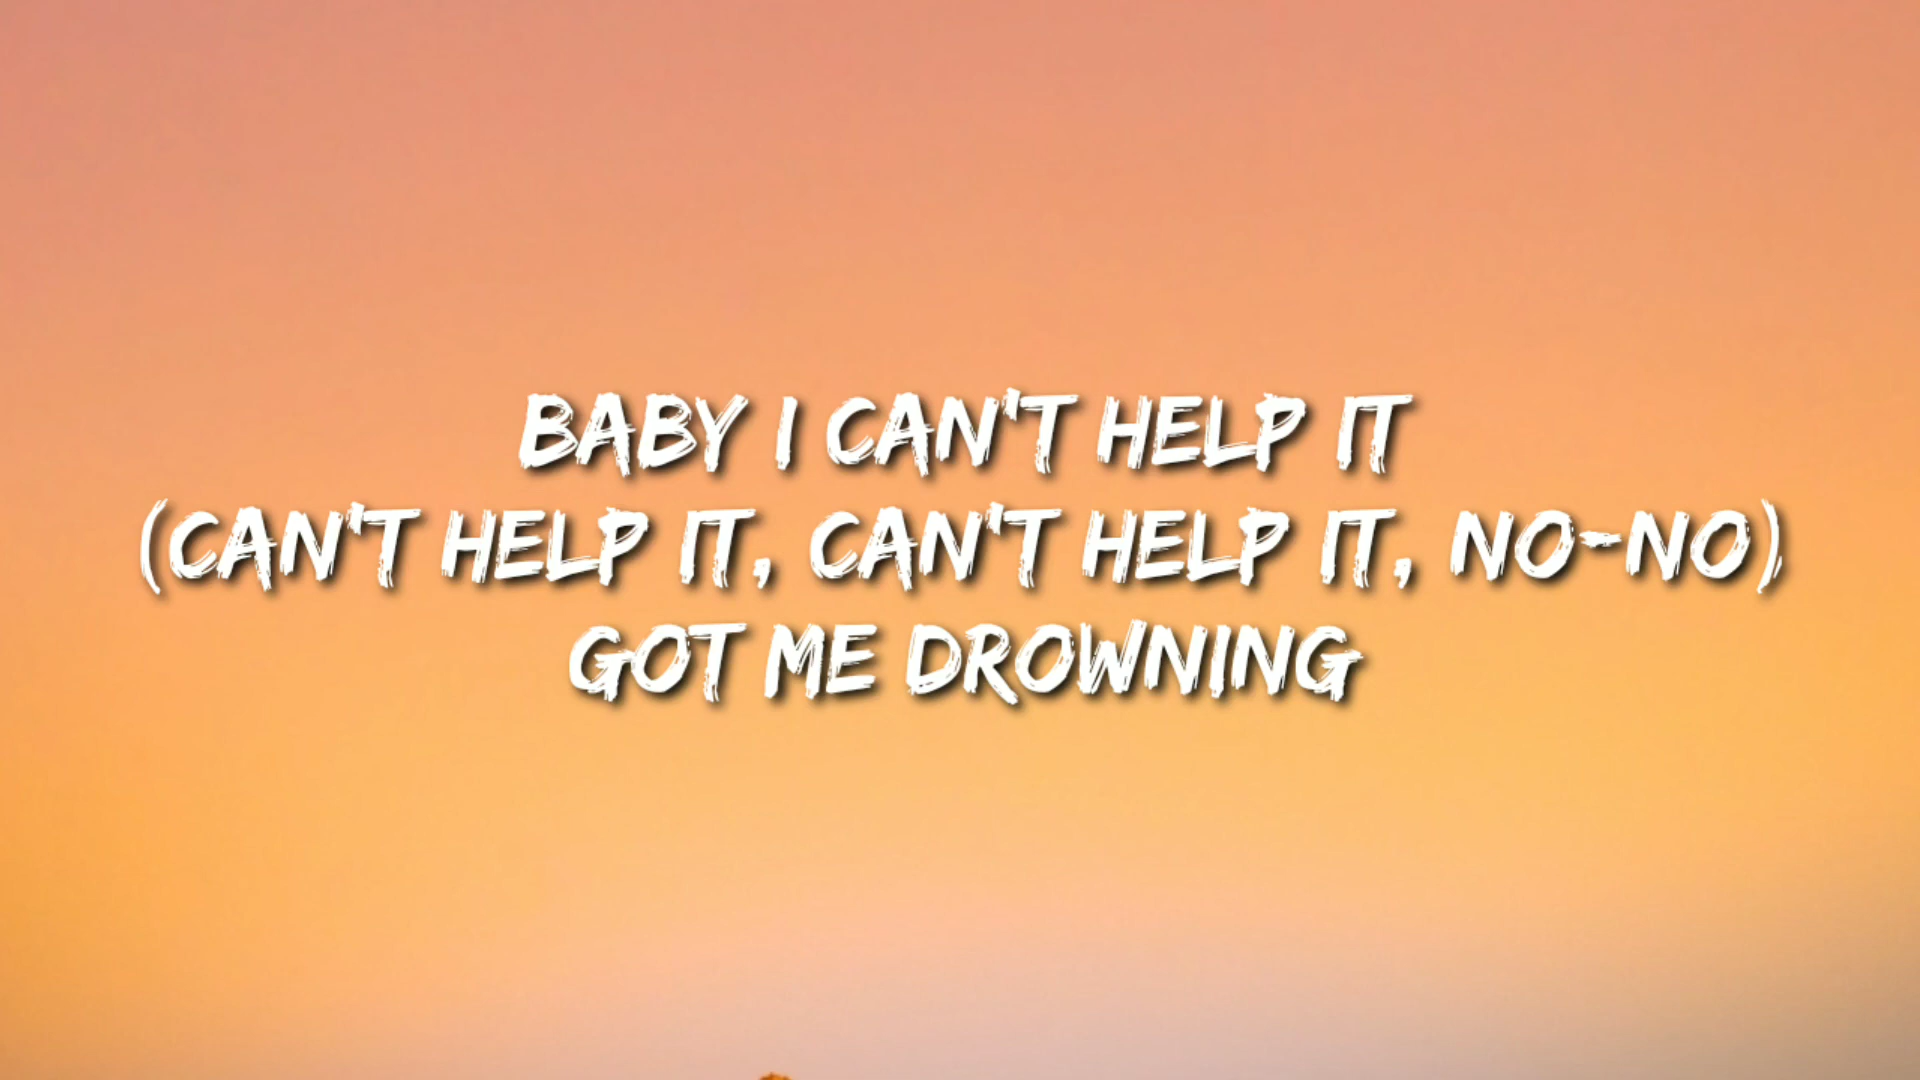 BABY I CAN'T HELP IT
(CAN'T HELP IT, CAN'T HELP IT, NO-NO)
GOT ME DROWNING